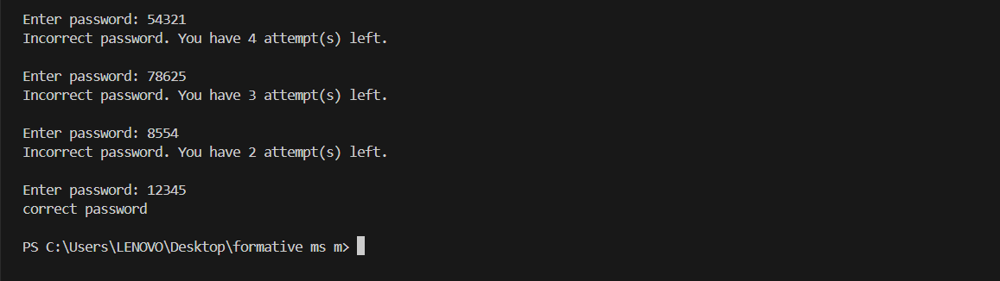 Enter password: 54321
Incorrect password. You have 4 attempt(s) left.
Enter password: 78625
Incorrect password. You have 3 attempt(s) left.
Enter password: 8554
Incorrect password. You have 2 attempt(s) left.
Enter password: 12345
correct password
PS C:\Users\LENOVO\Desktop\formative ms m>